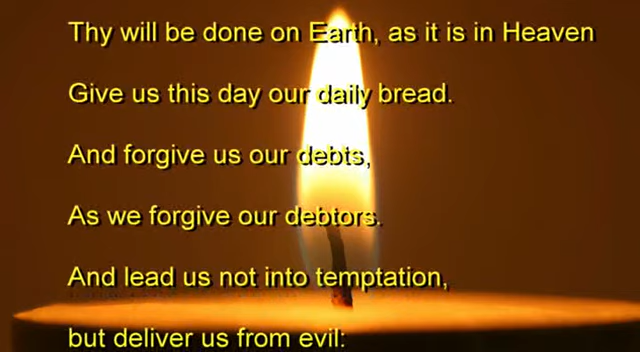 Thy will be done on Earth, as it is in Heaven
Give us this day our daily bread.
And forgive us our debts,
As we forgive our debtors.
And lead us not into temptation,
but deliver us from evil: